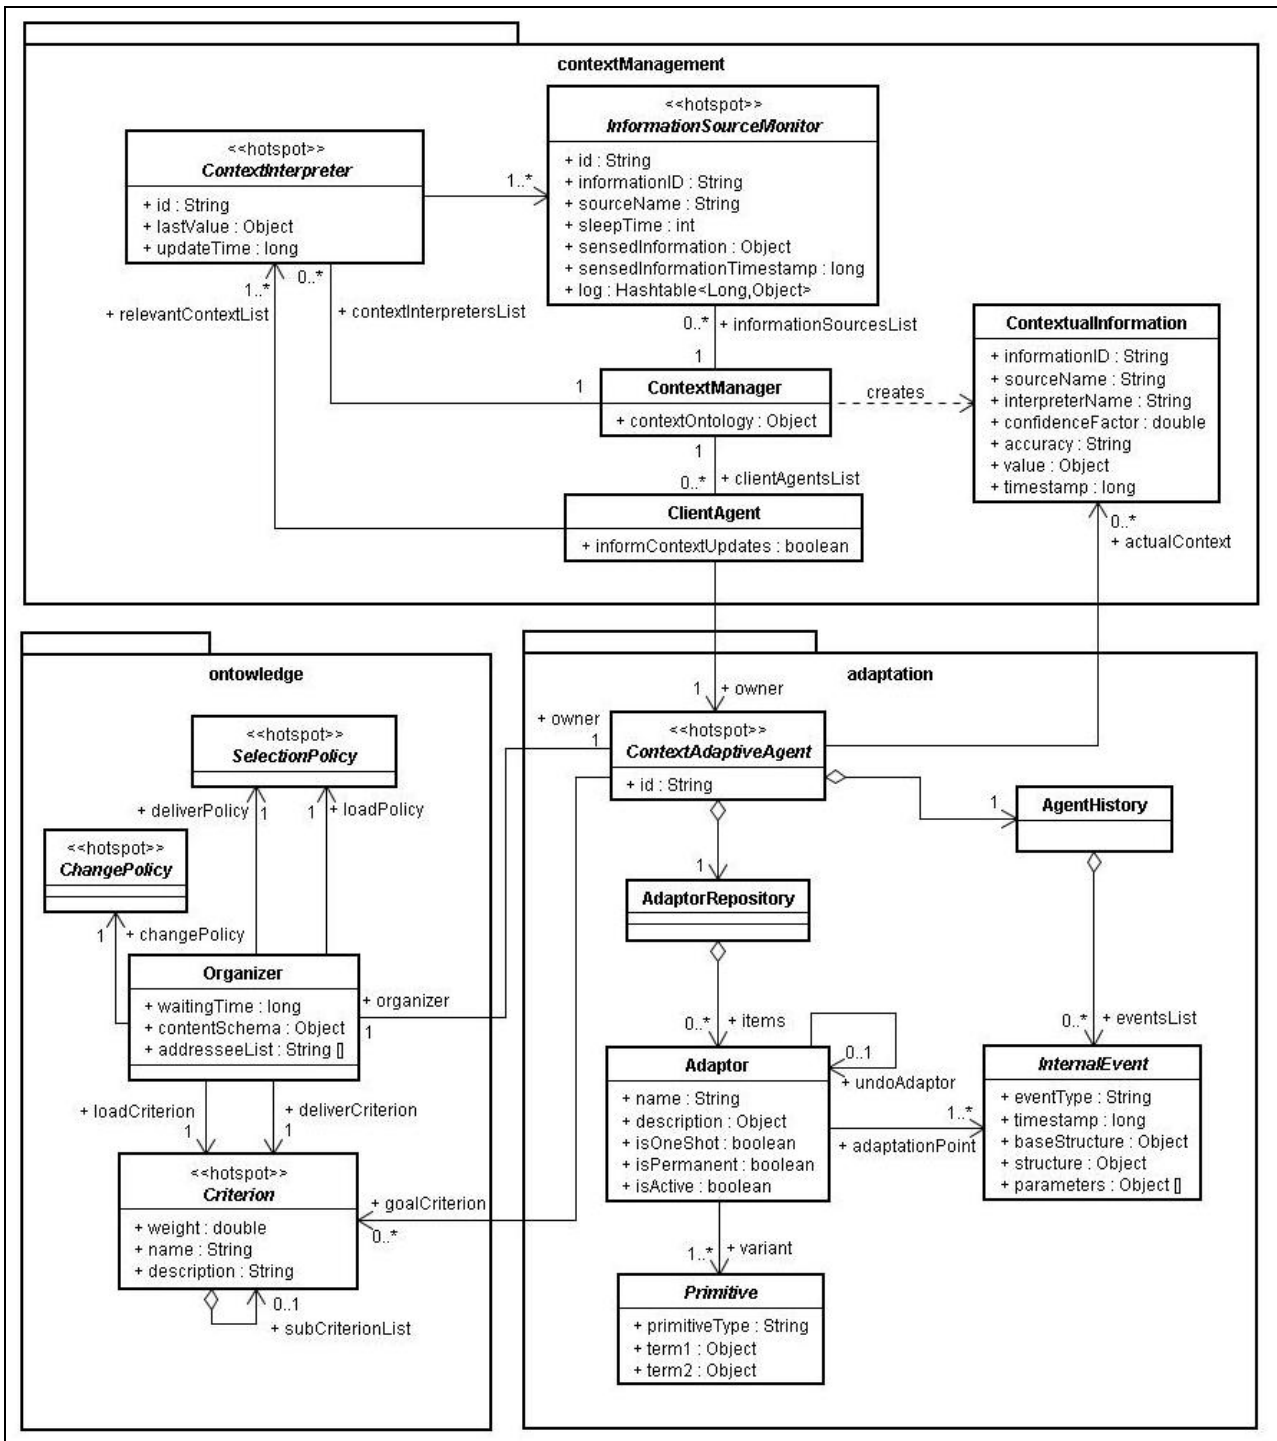 contextManagement
<<hotspot>>
InformationSourceMonitor
+ id : String
+ informationID : String
+ sourceName : String
+ sleepTime : int
+ sensedInformation : Object
+ sensedInformationTimestamp : long
+ log : Hashtable<Long,Object>
<<hotspot>>
ContextInterpreter
+ id : String
+ lastValue : Object
+ updateTime : long
1..*
1..*
+ relevantContextList
0..*
+ contextInterpretersList
0..*
+ informationSourcesList
1
1
ContextManager
+ contextOntology : Object
creates
ContextualInformation
+ informationID : String
+ sourceName : String
+ interpreterName : String
+ confidenceFactor : double
+ accuracy : String
+ value : Object
+ timestamp : long
1
0..*
+ clientAgentsList
ClientAgent
+ informContextUpdates : boolean
0..*
+ actualContext
ontowledge
<<hotspot>>
SelectionPolicy
+ deliverPolicy
1
1
+ loadPolicy
<<hotspot>>
ChangePolicy
1
+ changePolicy
Organizer
+ waitingTime : long
+ contentSchema : Object
+ addresseeList : String []
+ organizer
1
+ loadCriterion
1
+ deliverCriterion
1
<<hotspot>>
Criterion
+ weight : double
+ name : String
+ description : String
0..1
+ subCriterionList
+ goalCriterion
0..*
adaptation
1
+ owner
+ owner
1
<<hotspot>>
ContextAdaptiveAgent
+ id : String
1
AgentHistory
1
AdaptorRepository
0..*
+ items
0..*
+ eventsList
Adaptor
+ name : String
+ description : Object
+ isOneShot : boolean
+ isPermanent : boolean
+ isActive : boolean
0..1
+ undoAdaptor
1..*
+ adaptationPoint
InternalEvent
+ eventType : String
+ timestamp : long
+ baseStructure : Object
+ structure : Object
+ parameters : Object []
1..*
+ variant
Primitive
+ primitiveType : String
+ term1 : Object
+ term2 : Object